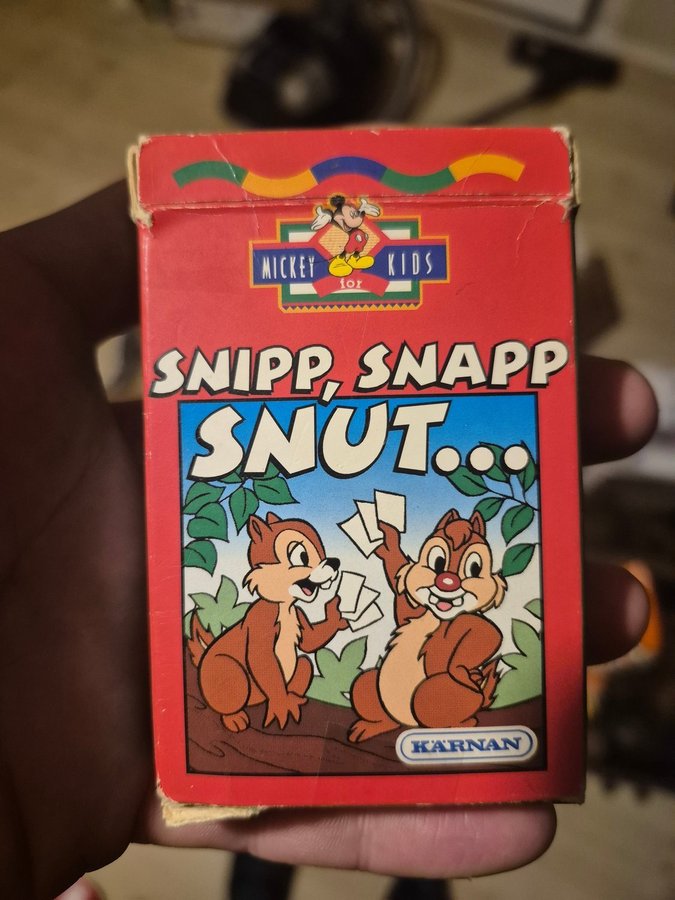 MICKEY KIDS
for
SNIPP, SNAPP
SNUT...
KÄRNAN